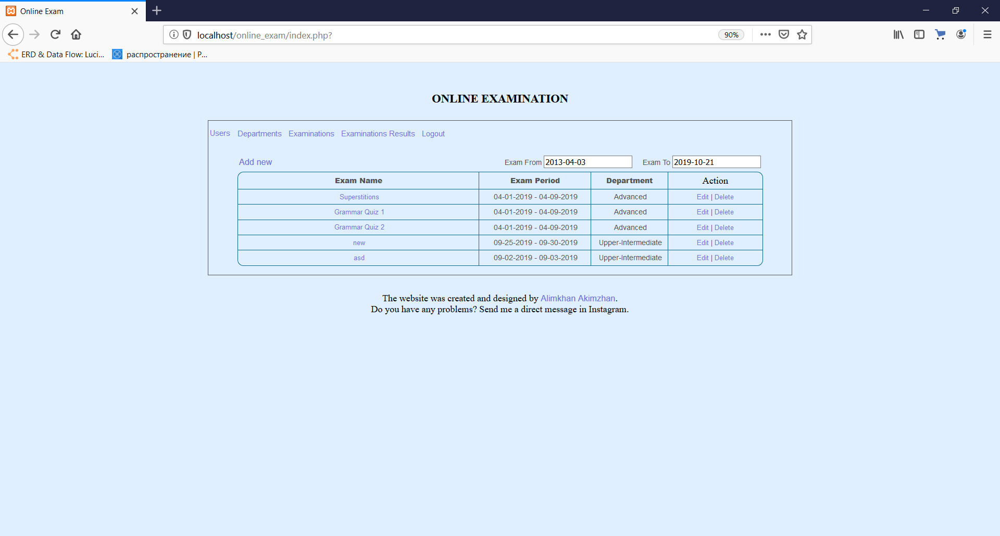 Online Exam
localhost/online_exam/index.php?
90%
ERD & Data Flow: Luci...
распространение | P...
ONLINE EXAMINATION
Users Departments Examinations Examinations Results Logout
Add new Exam From 2013-04-03 Exam To 2019-10-21
Exam Name Exam Period Department Action
Superstitions 04-01-2019 - 04-09-2019 Advanced Edit | Delete
Grammar Quiz 1 04-01-2019 - 04-09-2019 Advanced Edit | Delete
Grammar Quiz 2 04-01-2019 - 04-09-2019 Advanced Edit | Delete
new 09-25-2019 - 09-30-2019 Upper-Intermediate Edit | Delete
asd 09-02-2019 - 09-03-2019 Upper-Intermediate Edit | Delete
The website was created and designed by Alimkhan Akimzhan.
Do you have any problems? Send me a direct message in Instagram.